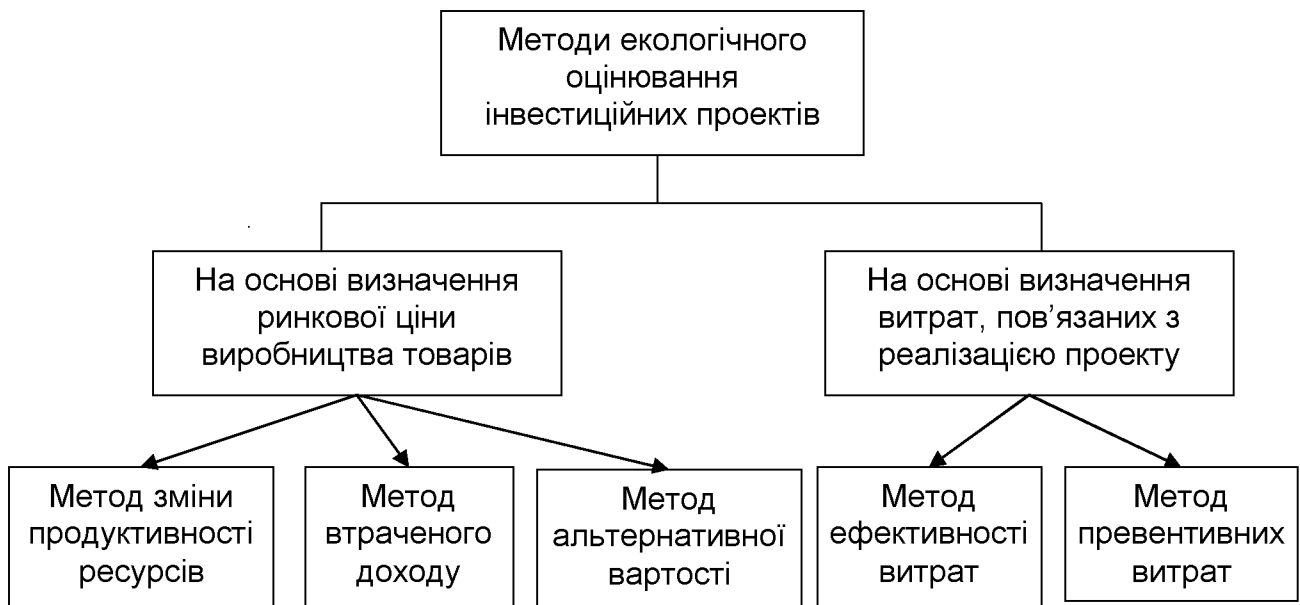 Методи екологічного
оцінювання
інвестиційних проектів
На основі визначення
ринкової ціни
виробництва товарів
На основі визначення
витрат, пов’язаних з
реалізацією проекту
Метод зміни
продуктивності
ресурсів
Метод
втраченого
доходу
Метод
альтернативної
вартості
Метод
ефективності
витрат
Метод
превентивних
витрат